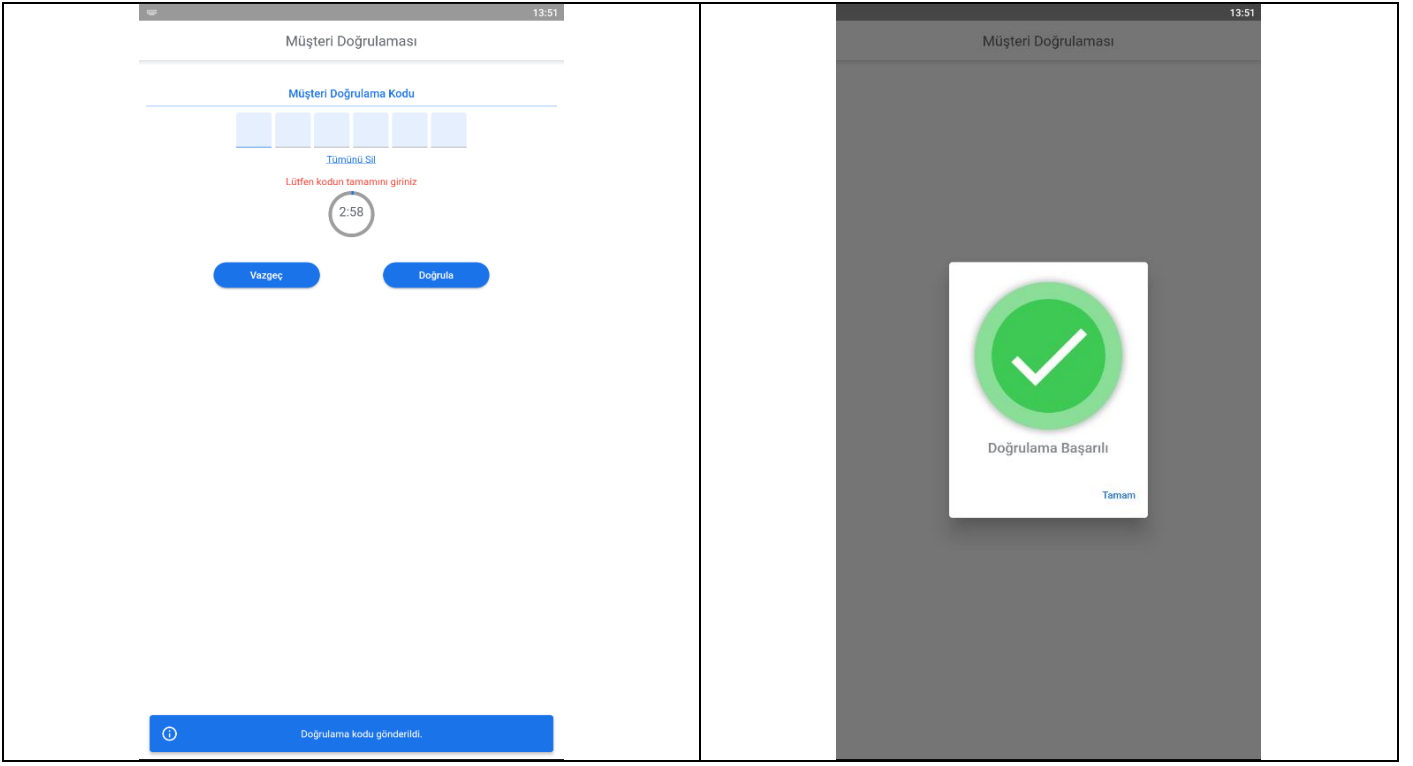 13:51
Müşteri Doğrulaması
Müşteri Doğrulama Kodu
Tümünü Sil
Lütfen kodun tamamını giriniz
2:58
Vazgeç
Doğrula
Doğrulama kodu gönderildi.
13:51
Müşteri Doğrulaması
Doğrulama Başarılı
Tamam